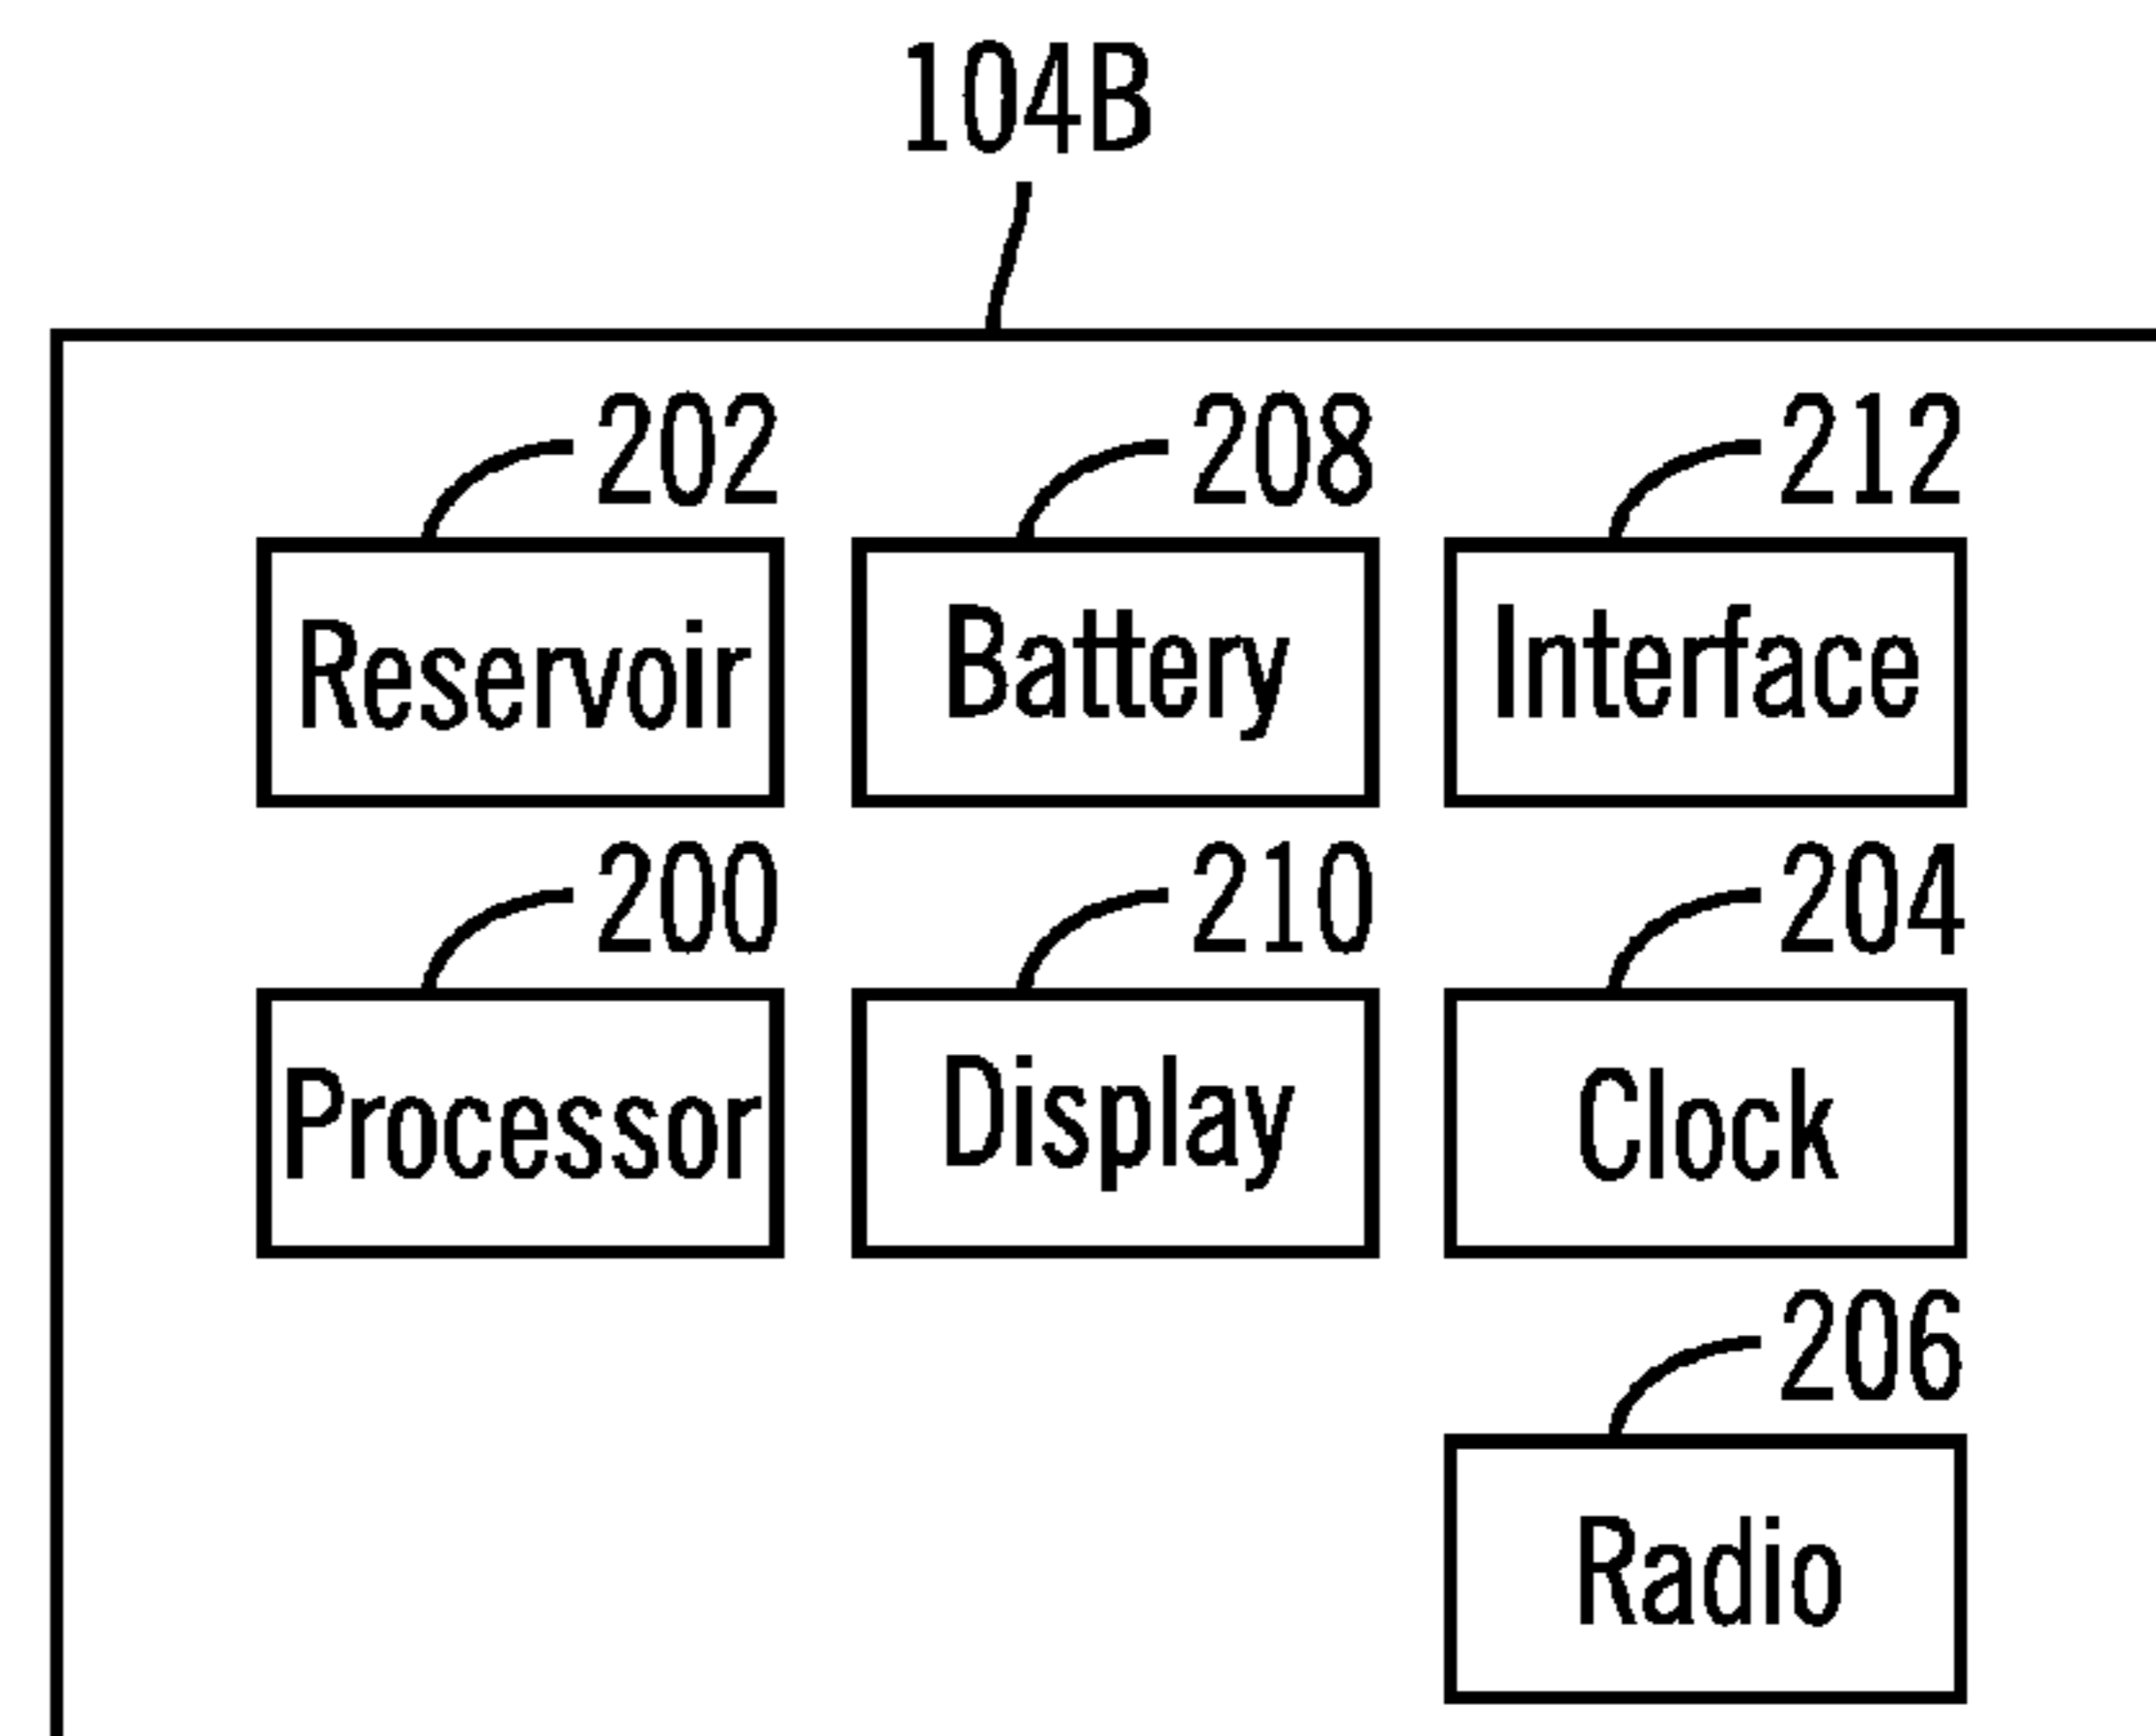 104B
202 208 212
Reservoir Battery Interface
200 210 204
Processor Display Clock
206
Radio